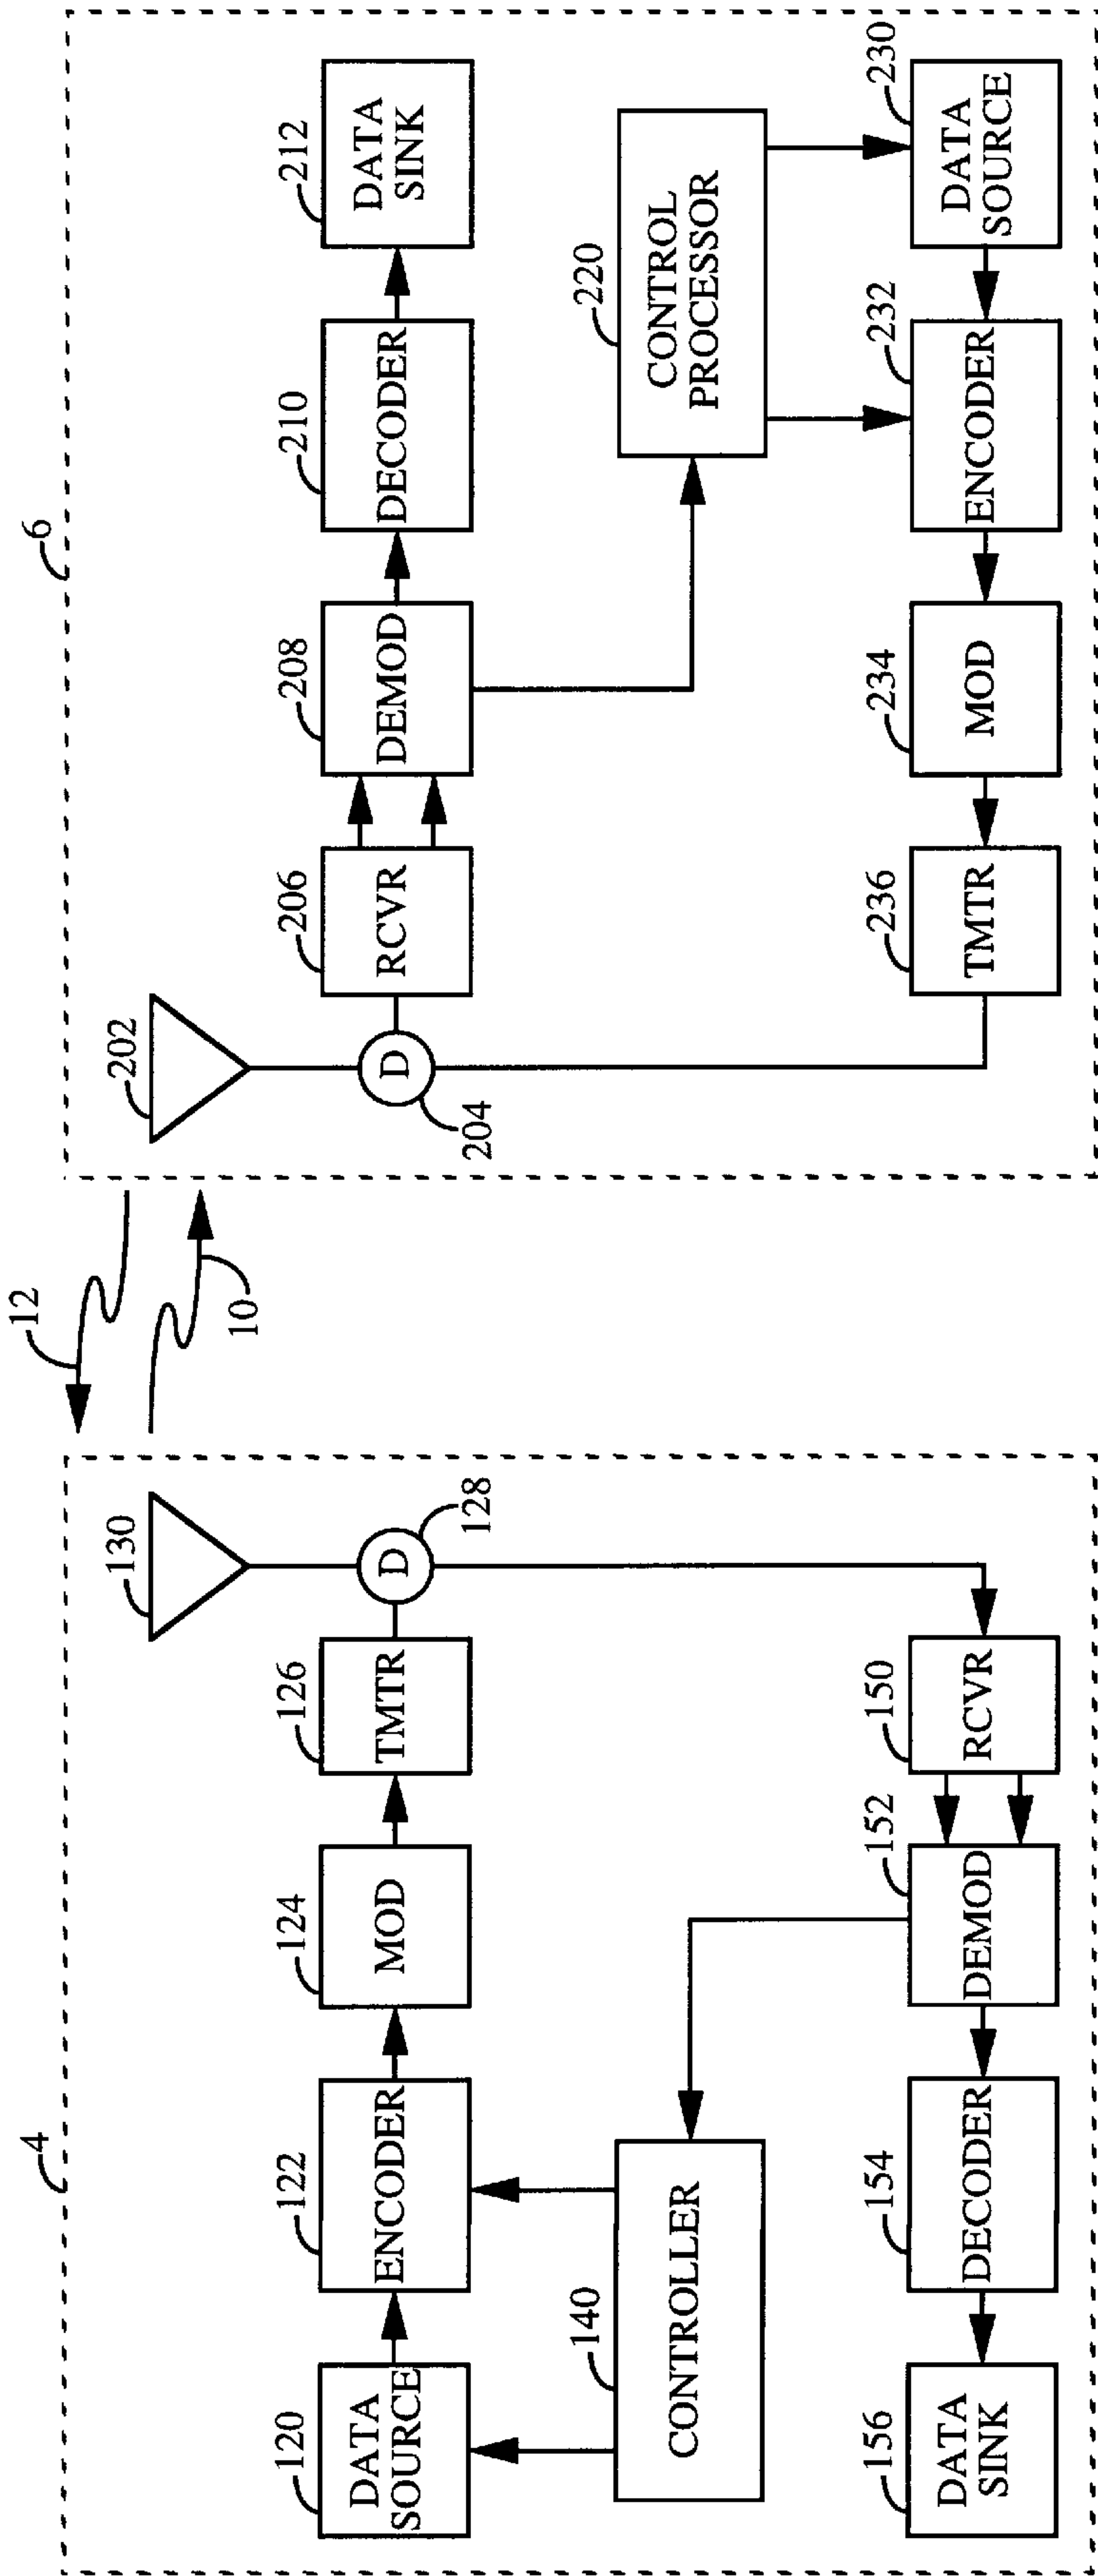 4
120
DATA
SOURCE
122
ENCODER
124
MOD
126
TMTR
130
D
128
140
CONTROLLER
156
DATA
SINK
154
DECODER
152
DEMOD
150
RCVR
12
10
6
202
D
204
206
RCVR
208
DEMOD
210
DECODER
212
DATA
SINK
220
CONTROL
PROCESSOR
236
TMTR
234
MOD
232
ENCODER
230
DATA
SOURCE